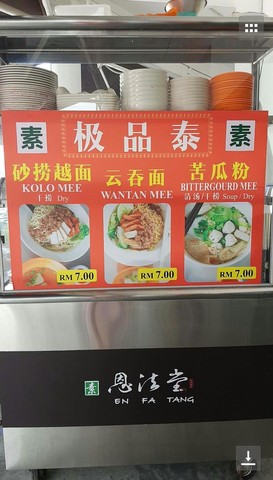 素 极品泰 素
砂捞越面
KOLO MEE
干捞 Dry
RM 7.00
云吞面
WANTAN MEE
RM 7.00
苦瓜粉
BITTERGOURD MEE
清汤/干捞 Soup / Dry
RM 7.00
素 恩法堂
EN FA TANG